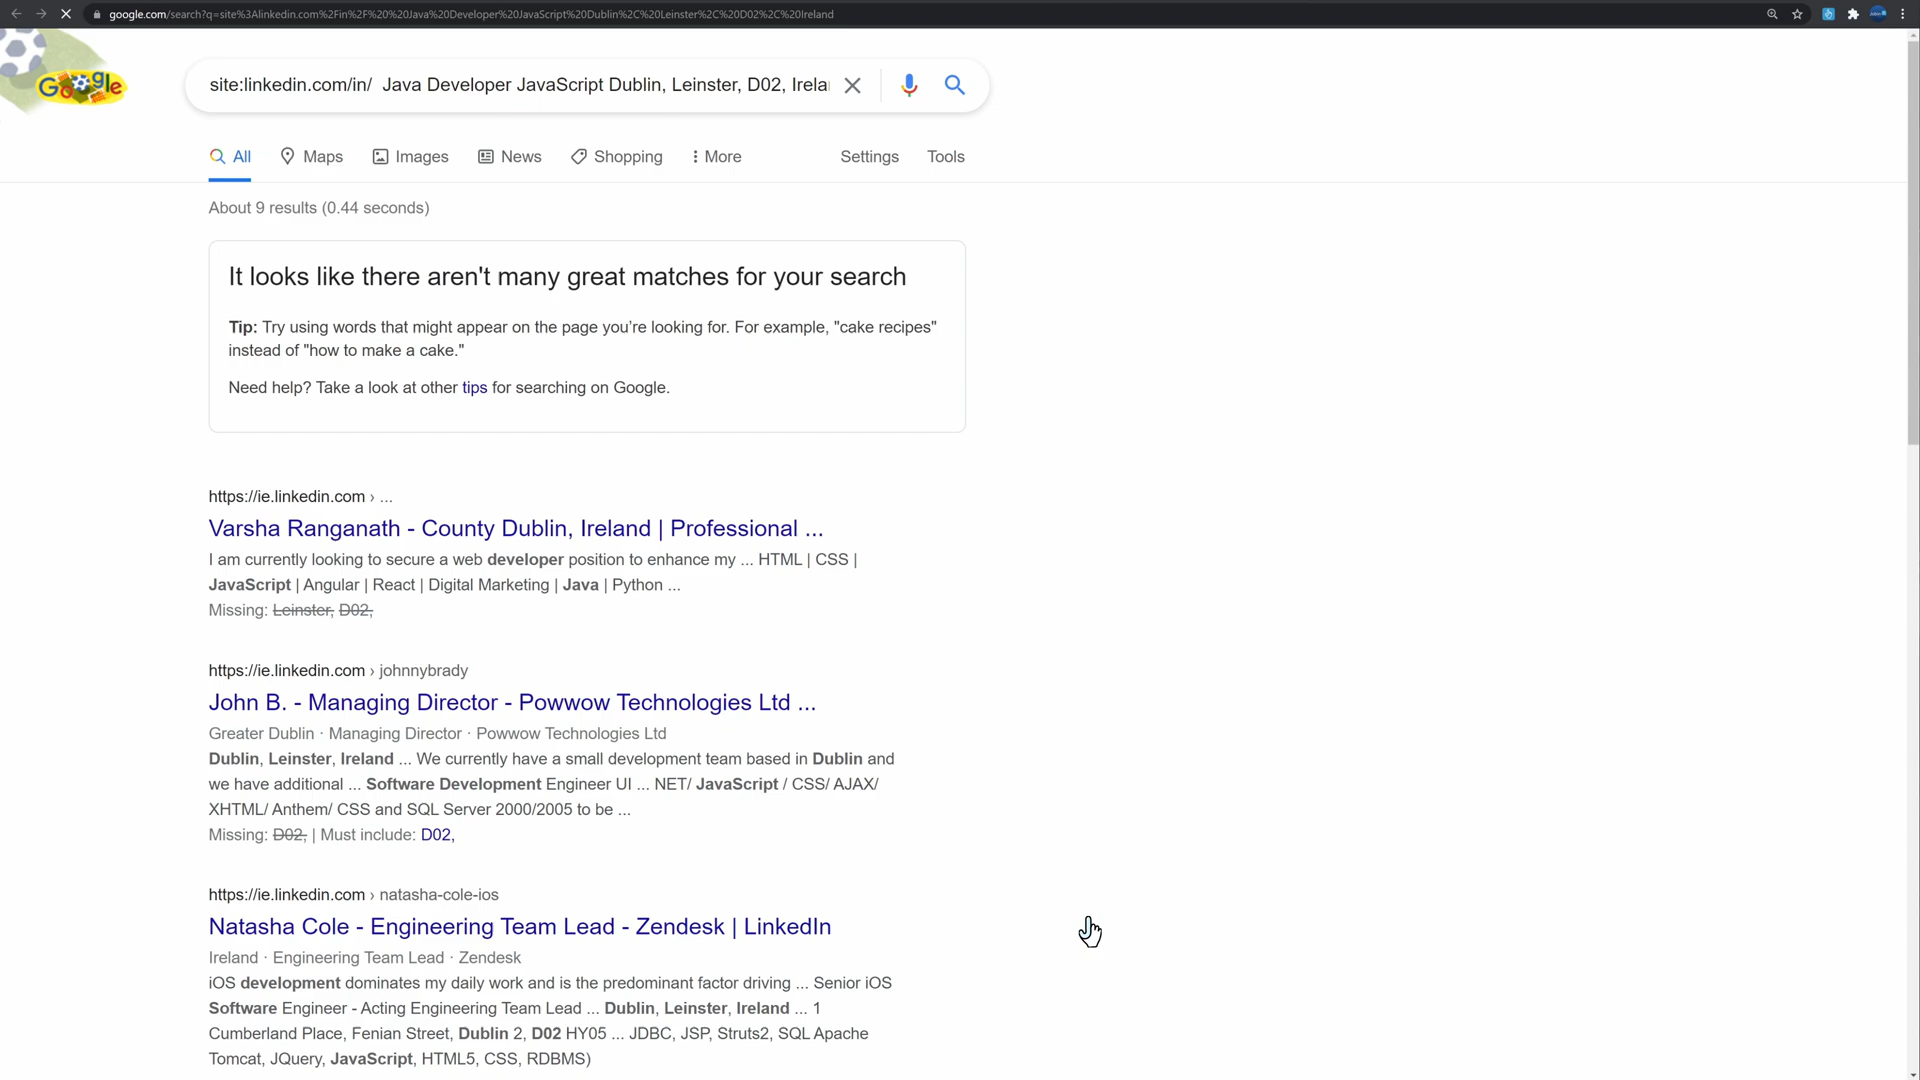 google.com/search?q=site%3Alinkedin.com%2Fin%2F%20%20Java%20Developer%20JavaScript%20Dublin%2C%20Leinster%2C%20D02%2C%20Ireland
Google
site:linkedin.com/in/  Java Developer JavaScript Dublin, Leinster, D02, Irela
All
Maps
Images
News
Shopping
More
Settings
Tools
About 9 results (0.44 seconds)
It looks like there aren't many great matches for your search
Tip: Try using words that might appear on the page you're looking for. For example, "cake recipes"
instead of "how to make a cake."
Need help? Take a look at other tips for searching on Google.
https://ie.linkedin.com › ...
Varsha Ranganath - County Dublin, Ireland | Professional ...
I am currently looking to secure a web developer position to enhance my ... HTML | CSS |
JavaScript | Angular | React | Digital Marketing | Java | Python ...
Missing: Leinster, D02,
https://ie.linkedin.com › johnnybrady
John B. - Managing Director - Powwow Technologies Ltd ...
Greater Dublin · Managing Director · Powwow Technologies Ltd
Dublin, Leinster, Ireland ... We currently have a small development team based in Dublin and
we have additional ... Software Development Engineer UI ... NET/ JavaScript / CSS/ AJAX/
XHTML/ Anthem/ CSS and SQL Server 2000/2005 to be ...
Missing: D02, | Must include: D02,
https://ie.linkedin.com › natasha-cole-ios
Natasha Cole - Engineering Team Lead - Zendesk | LinkedIn
Ireland · Engineering Team Lead · Zendesk
iOS development dominates my daily work and is the predominant factor driving ... Senior iOS
Software Engineer - Acting Engineering Team Lead ... Dublin, Leinster, Ireland ... 1
Cumberland Place, Fenian Street, Dublin 2, D02 HY05 ... JDBC, JSP, Struts2, SQL Apache
Tomcat, JQuery, JavaScript, HTML5, CSS, RDBMS)